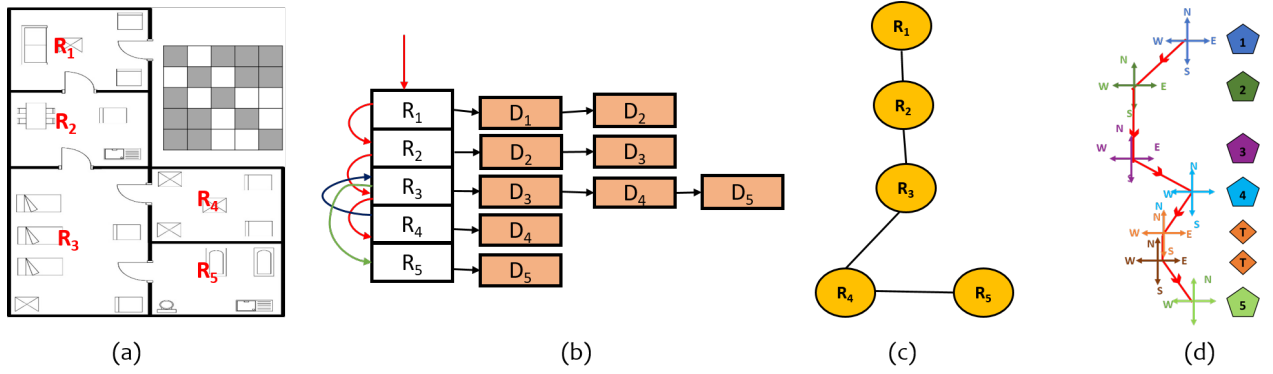 R1
R2
R3
R4
R5
(a)
R1 D1 D2
R2 D2 D3
R3 D3 D4 D5
R4 D4
R5 D5
(b)
R1
R2
R3
R4 R5
(c)
N
W E 1
S
N
W E 2
S
N
W E 3
S
N
W E 4
S
N
W E T
S
N
W E T
S
N
W E 5
(d)